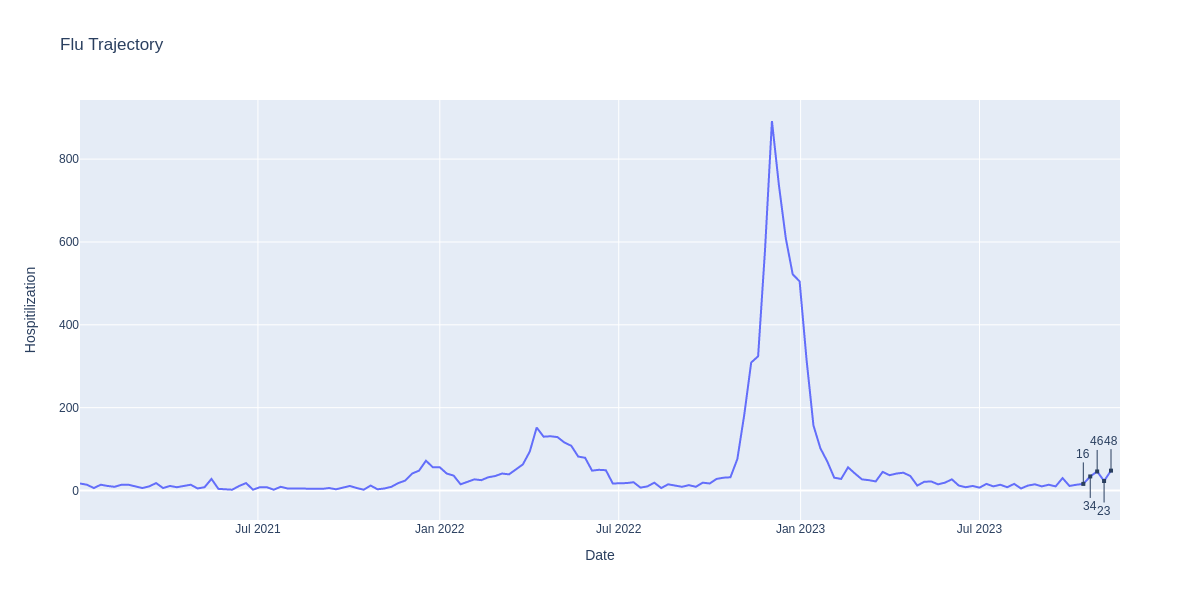 Flu Trajectory
Hospitilization
800
600
400
200
0
16
34
46
23
48
Jul 2021
Jan 2022
Jul 2022
Jan 2023
Jul 2023
Date